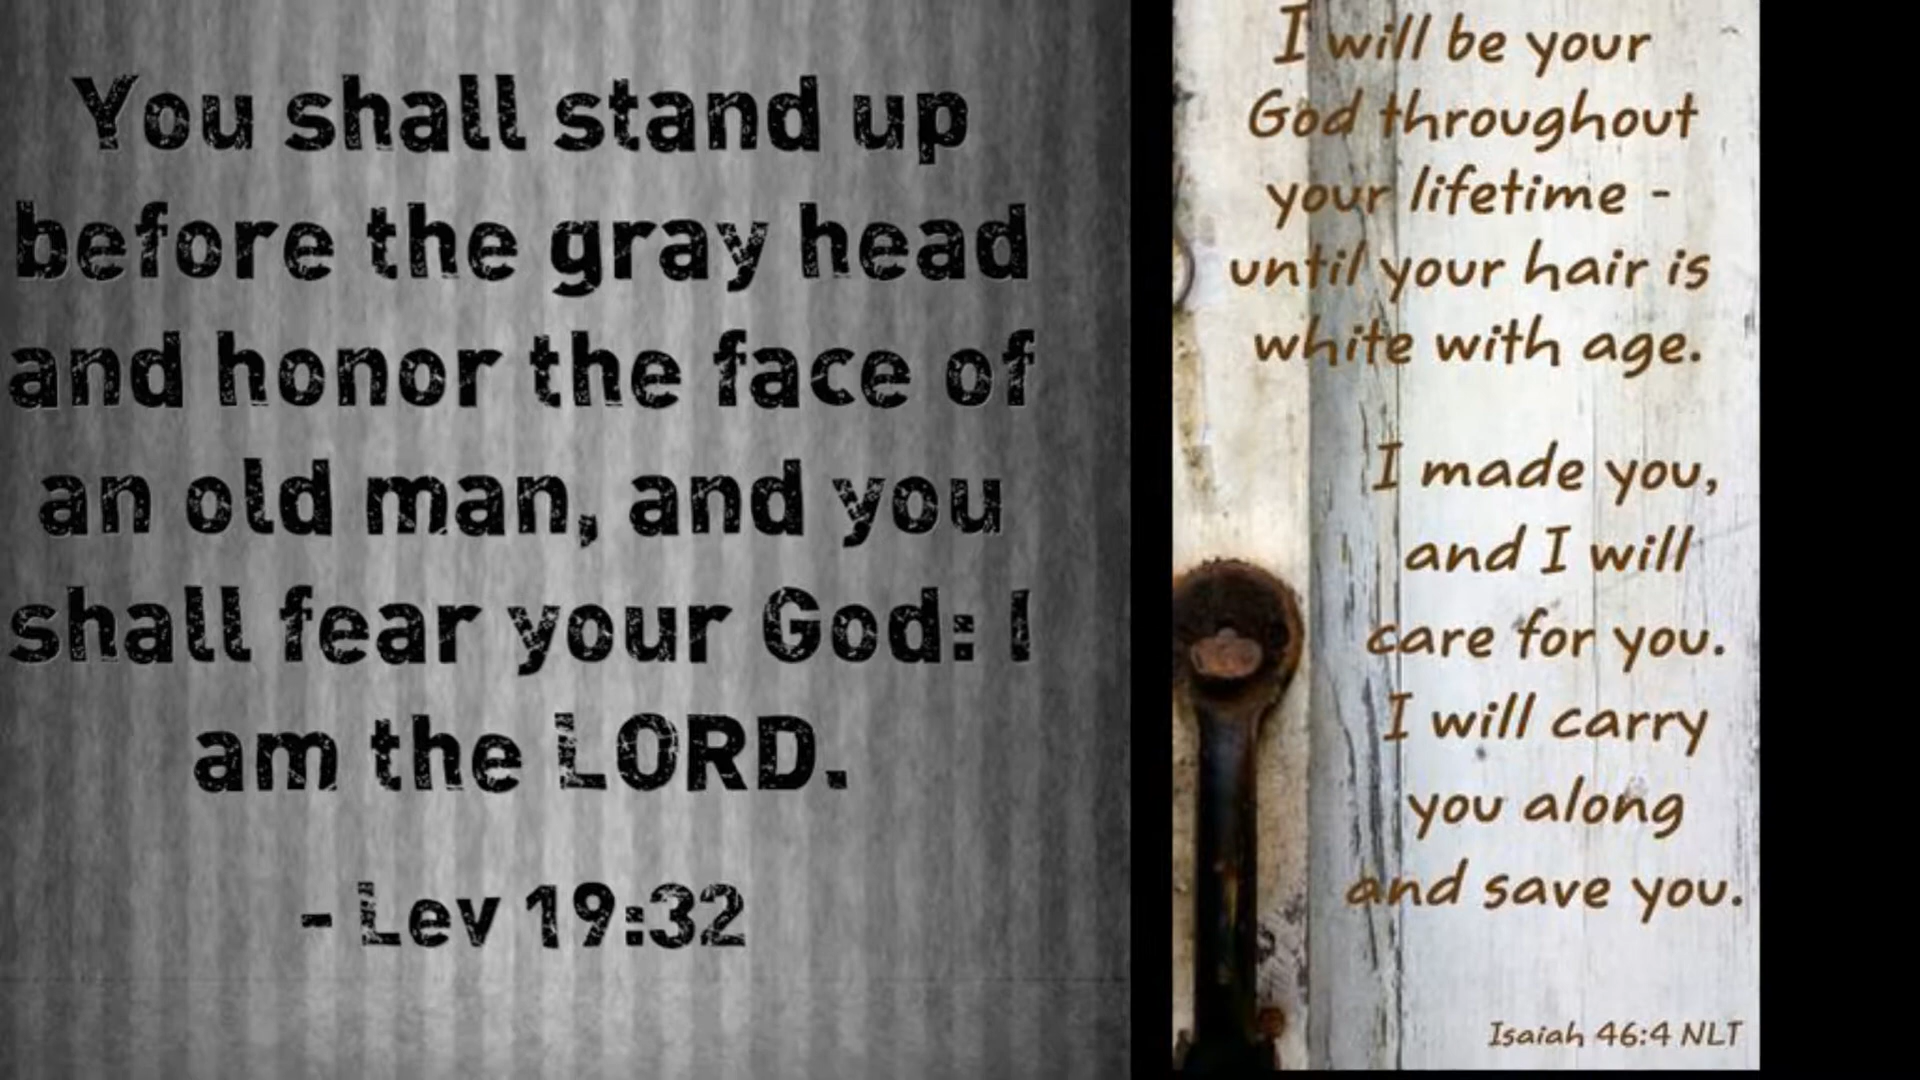 You shall stand up
before the gray head
and honor the face of
an old man, and you
shall fear your God: I
am the LORD.
- Lev 19:32
I will be your
God throughout
your lifetime -
until your hair is
white with age.
I made you,
and I will
care for you.
I will carry
you along
and save you.
Isaiah 46:4 NLT